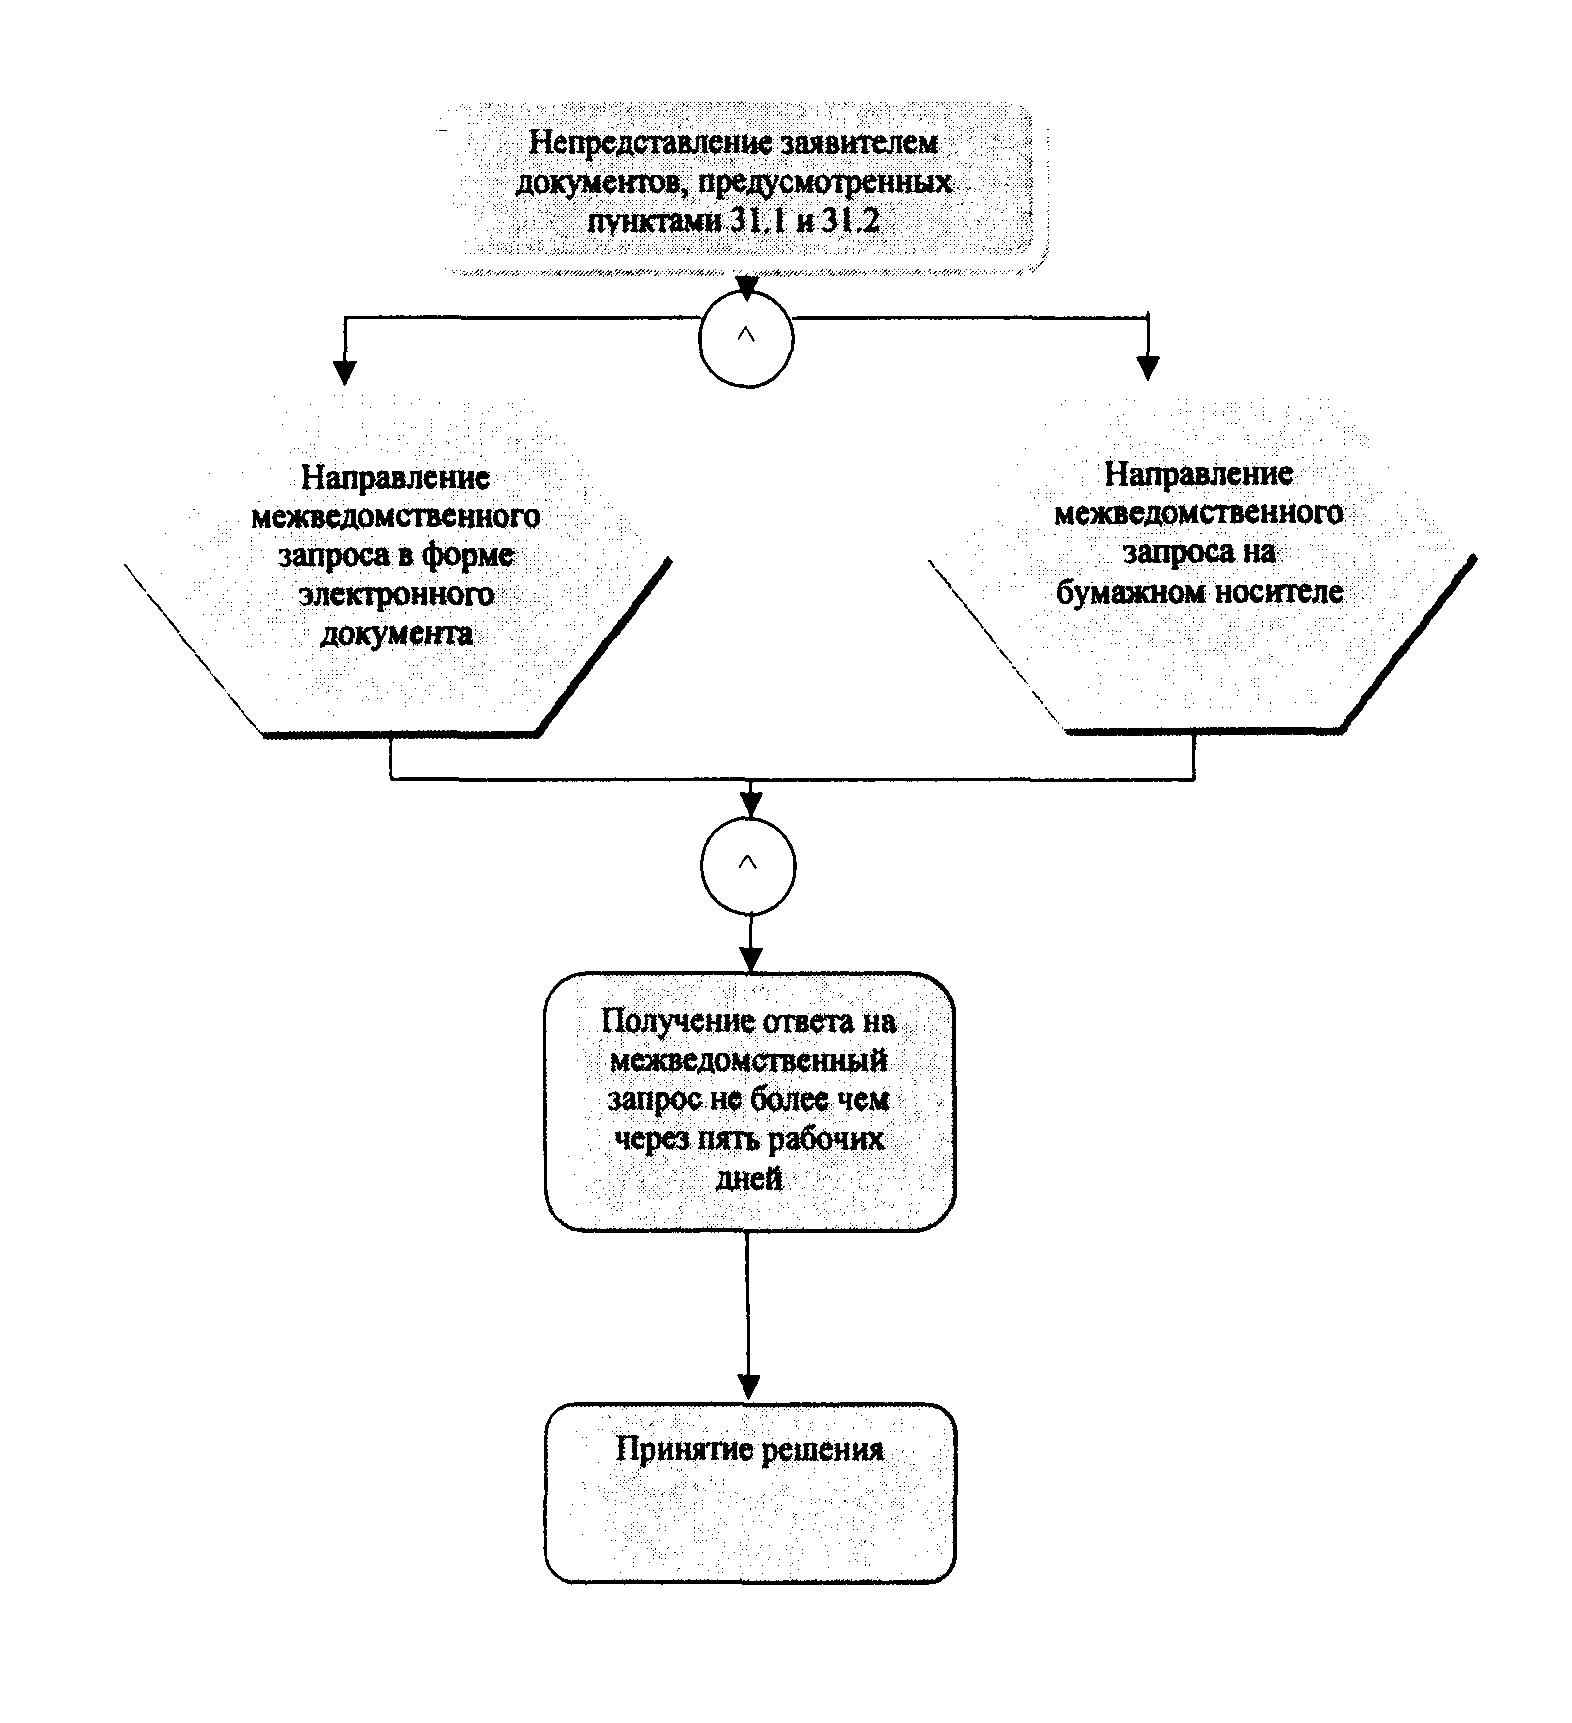 Непредставление заявителем
документов, предусмотренных
пунктами 31.1 и 31.2
^
Направление
межведомственного
запроса в форме
электронного
документа
Направление
межведомственного
запроса на
бумажном носителе
^
Получение ответа на
межведомственный
запрос не более чем
через пять рабочих
дней
Принятие решения